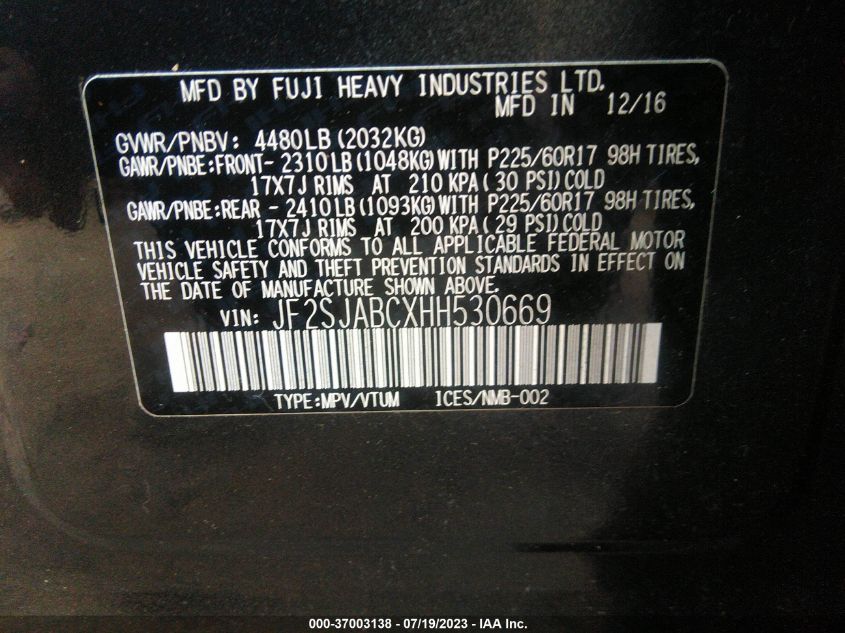 MFD BY FUJI HEAVY INDUSTRIES LTD.
MFD IN 12/16
GVWR/PNBV: 4480LB(2032KG)
GAWR/PNBE:FRONT- 2310LB(1048KG)WITH P225/60R17 98H TIRES,
17X7J RIMS AT 210 KPA(30 PSI)COLD
GAWR/PNBE:REAR - 2410LB(1093KG)WITH P225/60R17 98H TIRES,
17X7J RIMS AT 200 KPA(29 PSI)COLD
THIS VEHICLE CONFORMS TO ALL APPLICABLE FEDERAL MOTOR
VEHICLE SAFETY AND THEFT PREVENTION STANDARDS IN EFFECT ON
THE DATE OF MANUFACTURE SHOWN ABOVE.
VIN: JF2SJABCXHH530669
TYPE:MPV/VTUM ICES/NMB-002
000-37003138 - 07/19/2023 - IAA Inc.